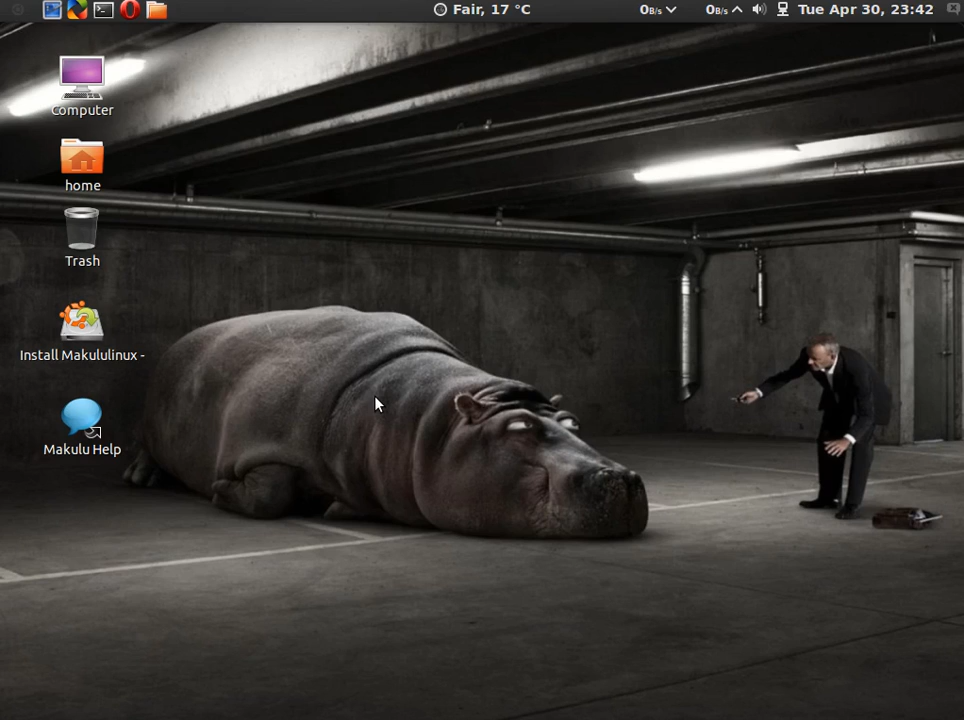 Fair, 17 °C
0B/s
0B/s
Tue Apr 30, 23:42
Computer
home
Trash
Install Makululinux -
Makulu Help